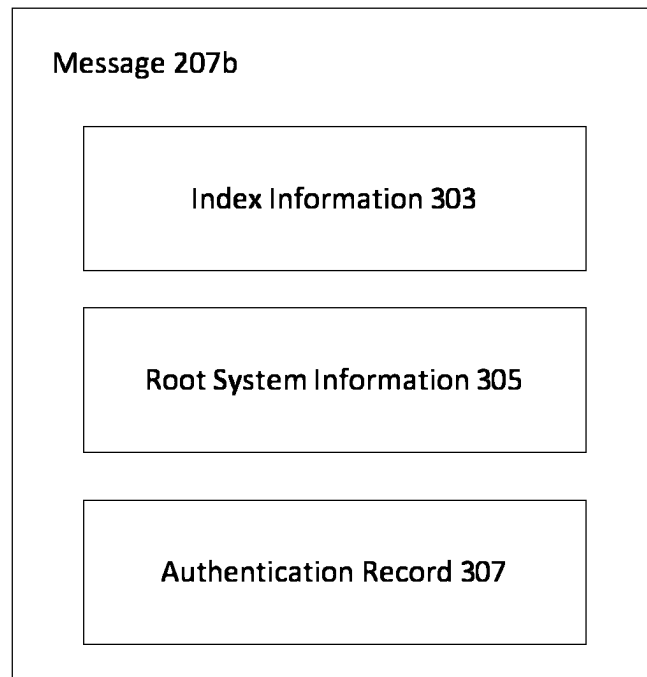 Message 207b
Index Information 303
Root System Information 305
Authentication Record 307